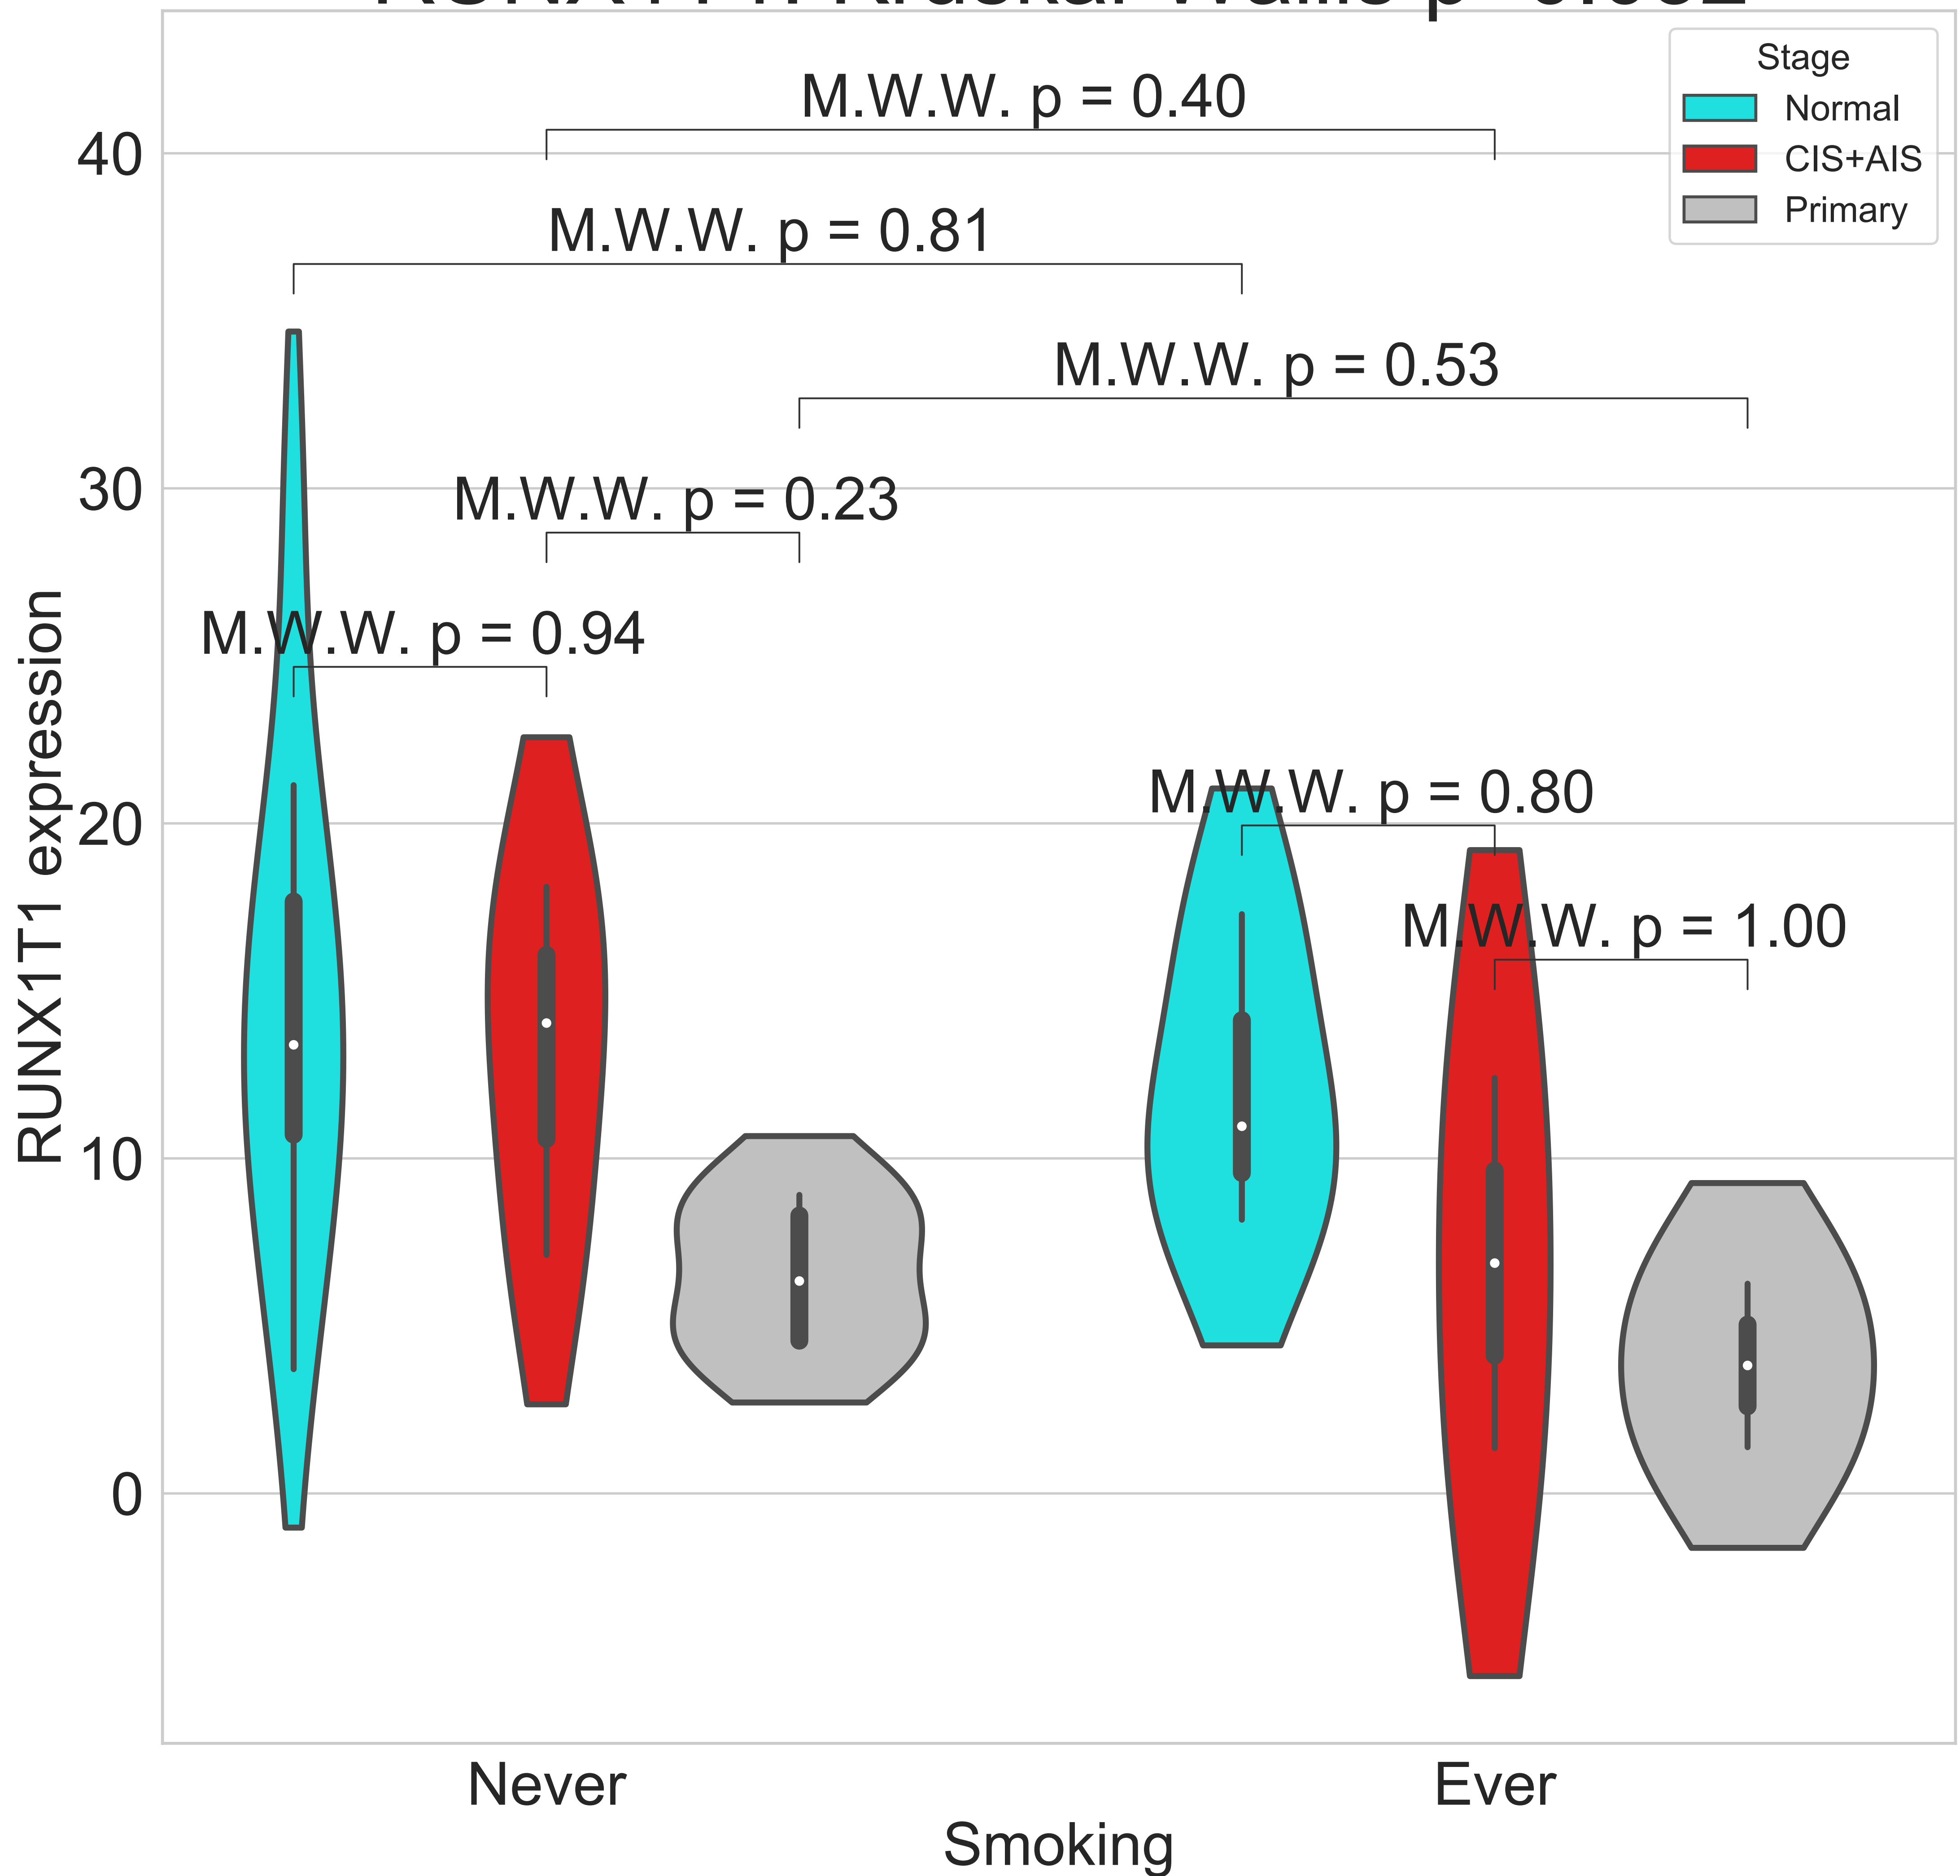 Stage
Normal
CIS+AIS
Primary
M.W.W. p = 0.40
M.W.W. p = 0.81
M.W.W. p = 0.53
M.W.W. p = 0.23
M.W.W. p = 0.94
M.W.W. p = 0.80
M.W.W. p = 1.00
40
30
20
10
0
RUNX1T1 expression
Never
Ever
Smoking